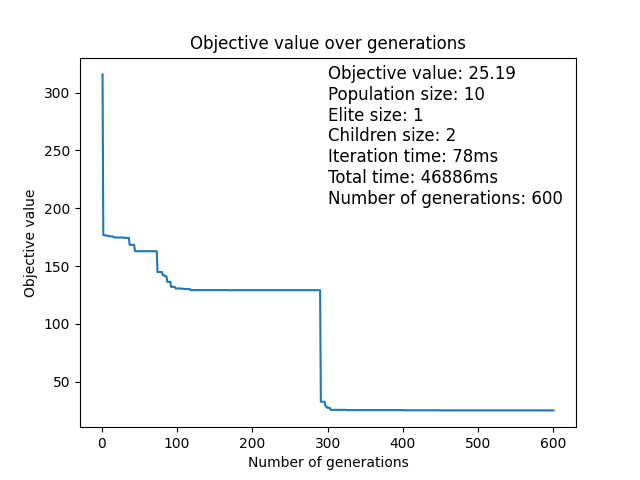 Objective value over generations
Objective value: 25.19
Population size: 10
Elite size: 1
Children size: 2
Iteration time: 78ms
Total time: 46886ms
Number of generations: 600
Objective value
300
250
200
150
100
50
0 100 200 300 400 500 600
Number of generations